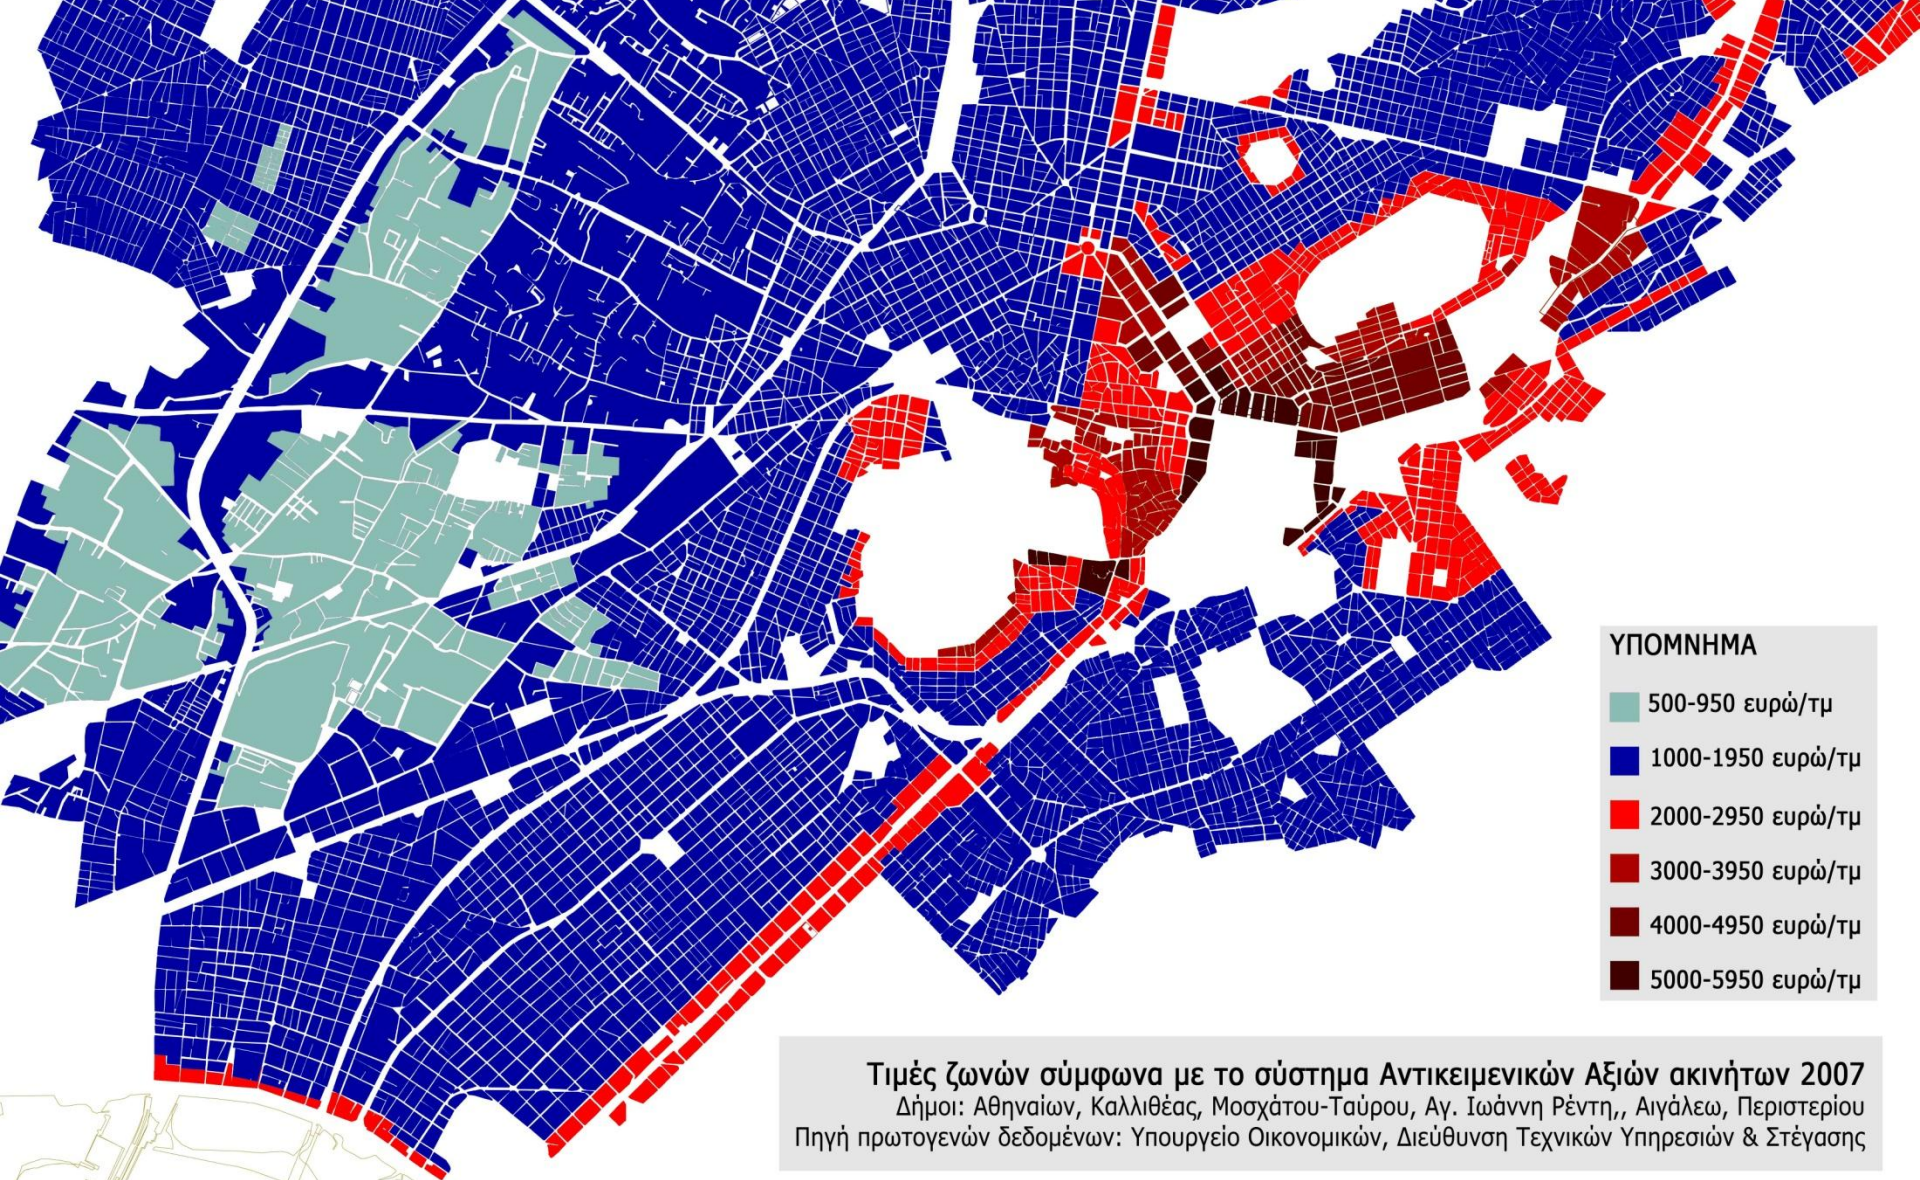 ΥΠΟΜΝΗΜΑ
500-950 ευρώ/τμ
1000-1950 ευρώ/τμ
2000-2950 ευρώ/τμ
3000-3950 ευρώ/τμ
4000-4950 ευρώ/τμ
5000-5950 ευρώ/τμ
Τιμές ζωνών σύμφωνα με το σύστημα Αντικειμενικών Αξιών ακινήτων 2007
Δήμοι: Αθηναίων, Καλλιθέας, Μοσχάτου-Ταύρου, Αγ. Ιωάννη Ρέντη,, Αιγάλεω, Περιστερίου
Πηγή πρωτογενών δεδομένων: Υπουργείο Οικονομικών, Διεύθυνση Τεχνικών Υπηρεσιών & Στέγασης